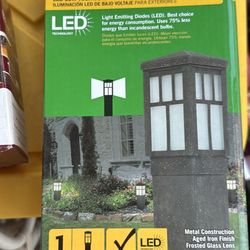 ILUMINACIÓN LED DE BAJO VOLTAJE PARA EXTERIORES
LED
TECHNOLOGY
Light Emitting Diodes (LED). Best choice
for energy consumption. Uses 75% less
energy than incandescent bulbs.
Diodos que Emiten Luces (LED). Mejor elección
para el consumo de energía. Utilizan 75% menos
energía que los bulbos incandescentes.
1
LED
Metal Construction
Aged Iron Finish
Frosted Glass Lens